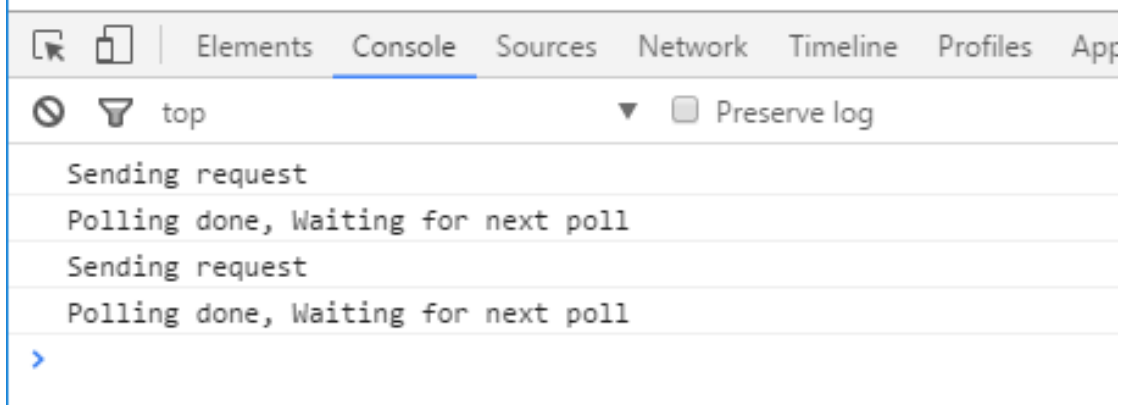 Elements Console Sources Network Timeline Profiles App
top Preserve log
Sending request
Polling done, Waiting for next poll
Sending request
Polling done, Waiting for next poll